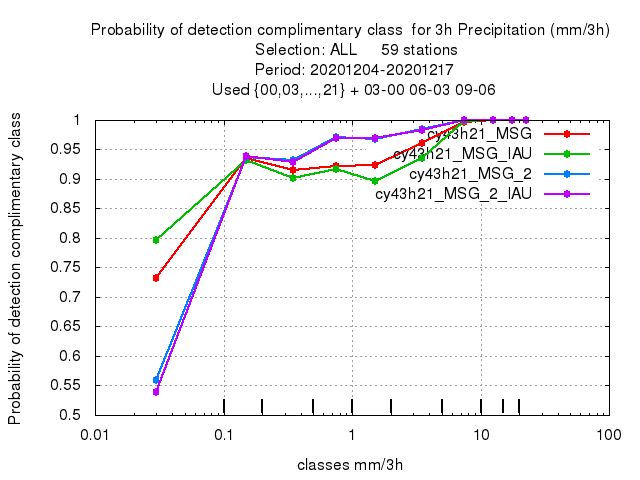 Probability of detection complimentary class  for 3h Precipitation (mm/3h)
Selection: ALL     59 stations
Period: 20201204-20201217
Used {00,03,...,21} + 03-00 06-03 09-06
Probability of detection complimentary class
1
0.95
0.9
0.85
0.8
0.75
0.7
0.65
0.6
0.55
0.5
cy43h21_MSG
cy43h21_MSG_IAU
cy43h21_MSG_2
cy43h21_MSG_2_IAU
0.01
0.1
1
10
100
classes mm/3h